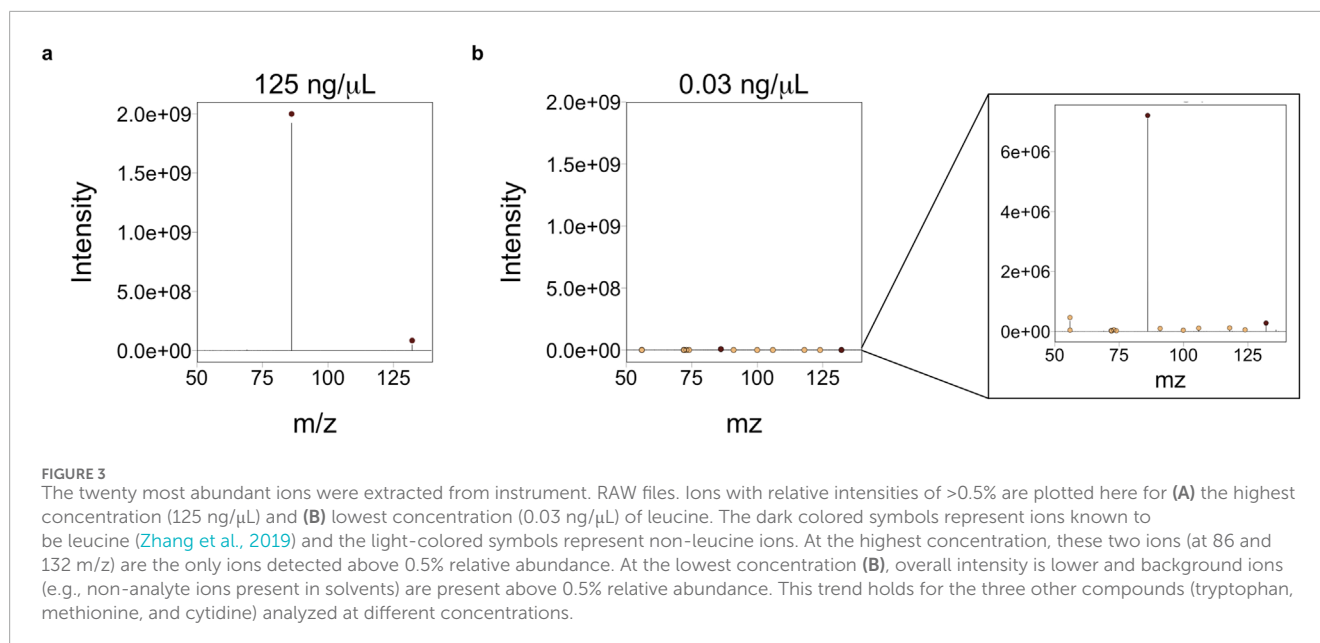 a
b
125 ng/μL
0.03 ng/μL
2.0e+09
1.5e+09
1.0e+09
5.0e+08
0.0e+00
Intensity
50 75 100 125
m/z
2.0e+09
1.5e+09
1.0e+09
5.0e+08
0.0e+00
Intensity
50 75 100 125
mz
6e+06
4e+06
2e+06
0e+00
50 75 100 125
mz
FIGURE 3
The twenty most abundant ions were extracted from instrument. RAW files. Ions with relative intensities of >0.5% are plotted here for (A) the highest
concentration (125 ng/μL) and (B) lowest concentration (0.03 ng/μL) of leucine. The dark colored symbols represent ions known to
be leucine (Zhang et al., 2019) and the light-colored symbols represent non-leucine ions. At the highest concentration, these two ions (at 86 and
132 m/z) are the only ions detected above 0.5% relative abundance. At the lowest concentration (B), overall intensity is lower and background ions
(e.g., non-analyte ions present in solvents) are present above 0.5% relative abundance. This trend holds for the three other compounds (tryptophan,
methionine, and cytidine) analyzed at different concentrations.